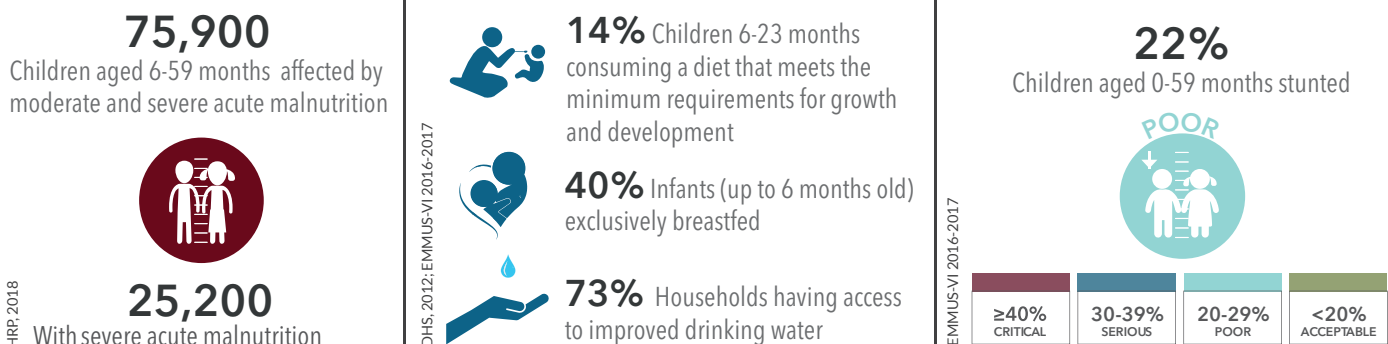 75,900
Children aged 6-59 months affected by
moderate and severe acute malnutrition
HRP, 2018
25,200
With severe acute malnutrition
DHS, 2012; EMMUS-VI 2016-2017
14% Children 6-23 months
consuming a diet that meets the
minimum requirements for growth
and development
40% Infants (up to 6 months old)
exclusively breastfed
73% Households having access
to improved drinking water
EMMUS-VI 2016-2017
22%
Children aged 0-59 months stunted
POOR
≥40%
CRITICAL
30-39%
SERIOUS
20-29%
POOR
<20%
ACCEPTABLE